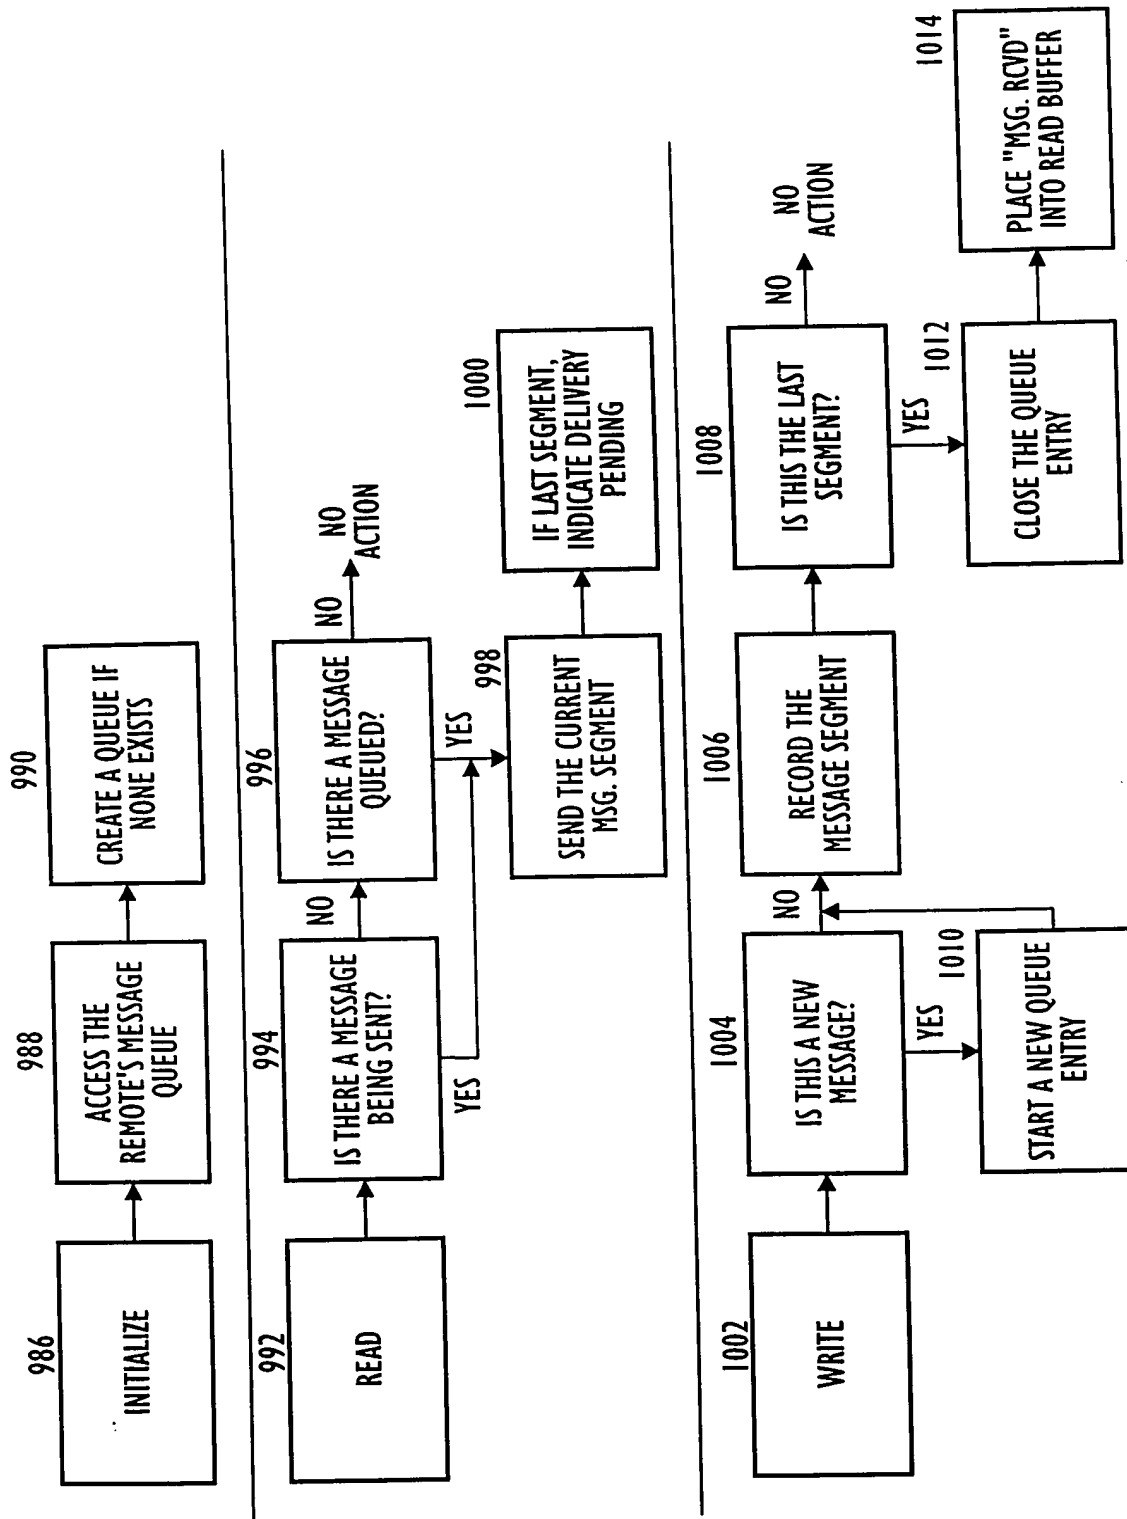 986
INITIALIZE
988
ACCESS THE
REMOTE'S MESSAGE
QUEUE
990
CREATE A QUEUE IF
NONE EXISTS
992
READ
994
IS THERE A MESSAGE
BEING SENT?
NO
YES
996
IS THERE A MESSAGE
QUEUED?
NO
NO
ACTION
YES
998
SEND THE CURRENT
MSG. SEGMENT
1000
IF LAST SEGMENT,
INDICATE DELIVERY
PENDING
1002
WRITE
1004
IS THIS A NEW
MESSAGE?
NO
YES
1010
START A NEW QUEUE
ENTRY
1006
RECORD THE
MESSAGE SEGMENT
1008
IS THIS THE LAST
SEGMENT?
NO
NO
ACTION
YES
1012
CLOSE THE QUEUE
ENTRY
1014
PLACE "MSG. RCVD"
INTO READ BUFFER